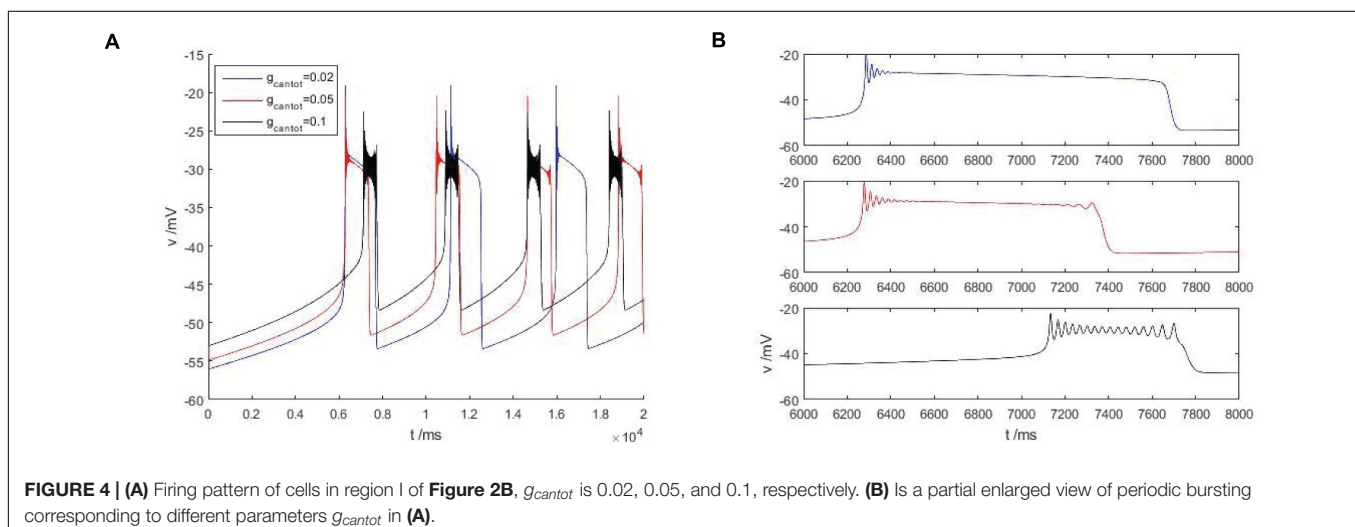 A
B
-15
-20
-25
-30
-35
-40
-45
-50
-55
-60
v /mV
g_cantot=0.02
g_cantot=0.05
g_cantot=0.1
0 0.2 0.4 0.6 0.8 1 1.2 1.4 1.6 1.8 2
t /ms
×10^4
-20
-40
-60
6000 6200 6400 6600 6800 7000 7200 7400 7600 7800 8000
-20
-40
-60
6000 6200 6400 6600 6800 7000 7200 7400 7600 7800 8000
-20
-40
-60
v /mV
6000 6200 6400 6600 6800 7000 7200 7400 7600 7800 8000
t /ms
FIGURE 4 | (A) Firing pattern of cells in region I of Figure 2B, g_cantot is 0.02, 0.05, and 0.1, respectively. (B) Is a partial enlarged view of periodic bursting
corresponding to different parameters g_cantot in (A).